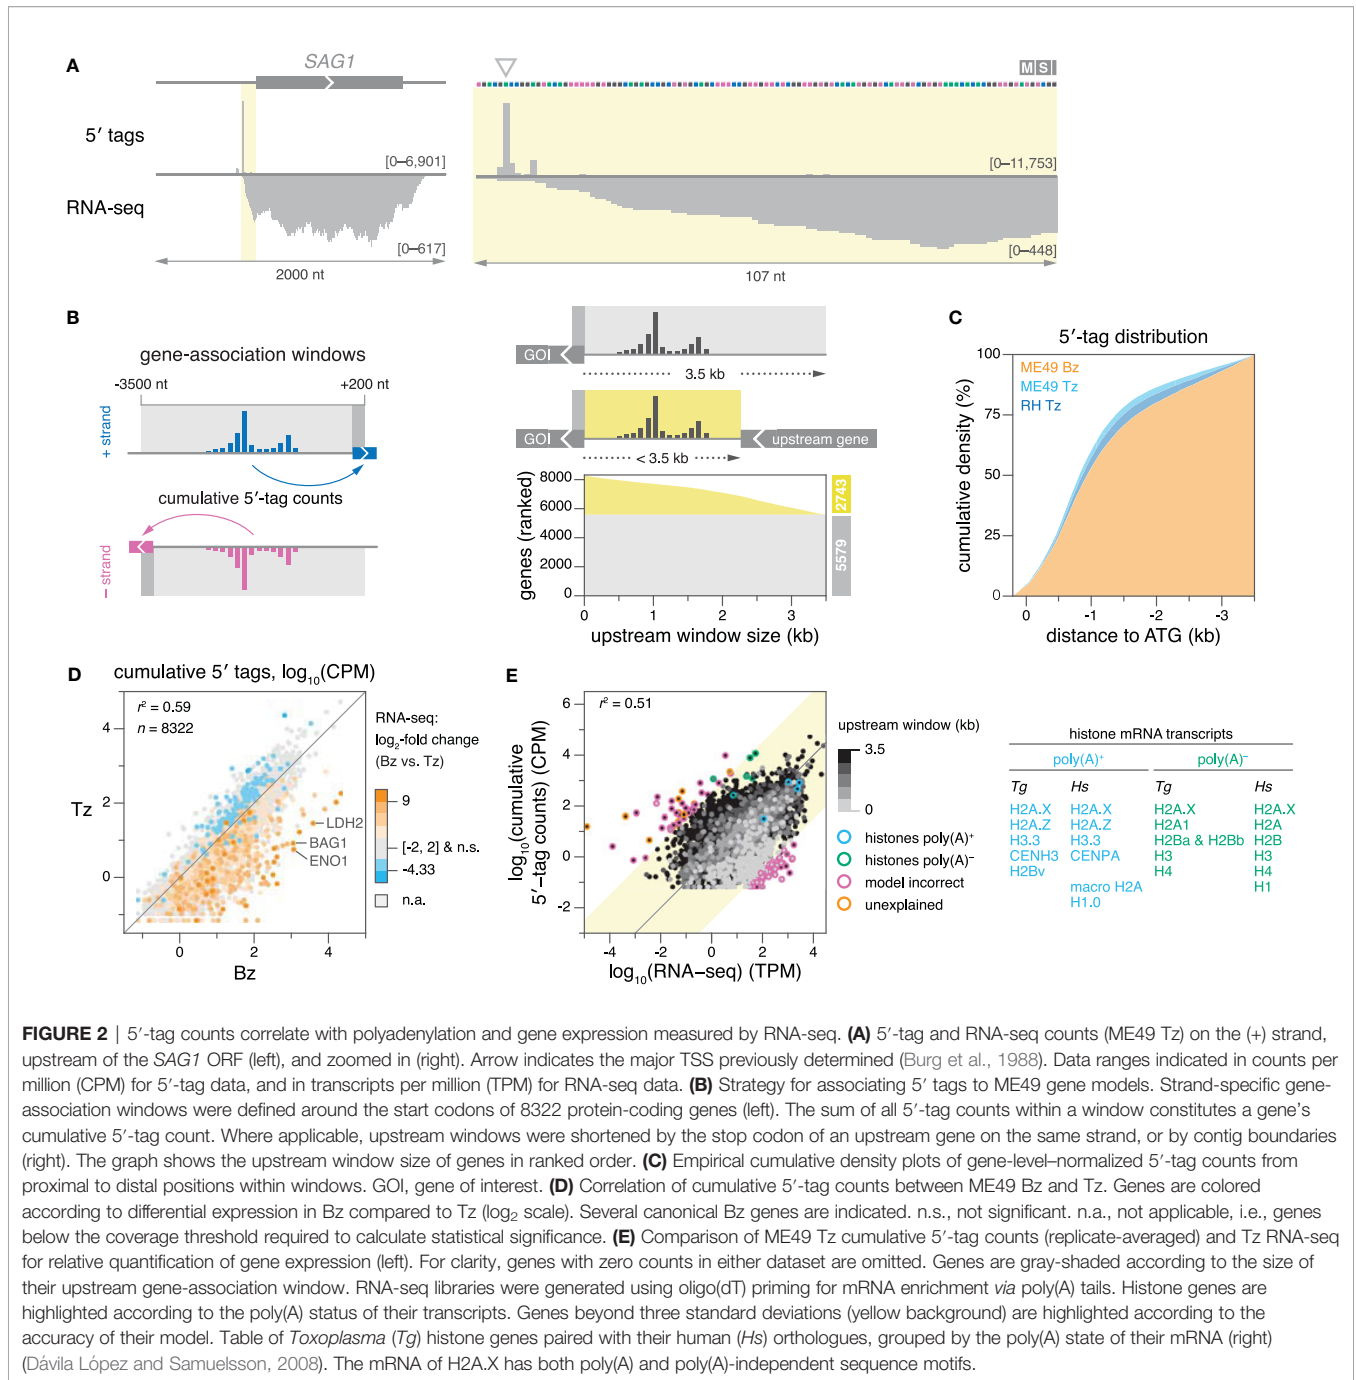 A
SAG1
M S
5′ tags
[0–6,901]
[0–11,753]
RNA-seq
[0–617]
[0–448]
2000 nt
107 nt
B
gene-association windows
-3500 nt
+200 nt
+ strand
cumulative 5′-tag counts
– strand
GOI
3.5 kb
GOI
upstream gene
< 3.5 kb
genes (ranked)
8000
6000
4000
2000
0
2743
5579
0
1
2
3
upstream window size (kb)
C
5′-tag distribution
cumulative density (%)
100
75
50
25
0
ME49 Bz
ME49 Tz
RH Tz
0
-1
-2
-3
distance to ATG (kb)
D
cumulative 5′ tags, log10(CPM)
r2 = 0.59
n = 8322
Tz
4
2
0
0
2
4
Bz
LDH2
BAG1
ENO1
RNA-seq:
log2-fold change
(Bz vs. Tz)
9
[-2, 2] & n.s.
-4.33
n.a.
E
r2 = 0.51
log10(cumulative
5′–tag counts) (CPM)
6
4
2
0
-2
-4
-2
0
2
4
log10(RNA–seq) (TPM)
upstream window (kb)
3.5
0
histones poly(A)+
histones poly(A)–
model incorrect
unexplained
histone mRNA transcripts
poly(A)+ poly(A)–
Tg Hs Tg Hs
H2A.X H2A.X H2A.X H2A.X
H2A.Z H2A.Z H2A1 H2A
H3.3 H3.3 H2Ba & H2Bb H2B
CENH3 CENPA H3 H3
H2Bv H4 H4
macro H2A H1
H1.0
FIGURE 2 | 5′-tag counts correlate with polyadenylation and gene expression measured by RNA-seq. (A) 5′-tag and RNA-seq counts (ME49 Tz) on the (+) strand,
upstream of the SAG1 ORF (left), and zoomed in (right). Arrow indicates the major TSS previously determined (Burg et al., 1988). Data ranges indicated in counts per
million (CPM) for 5′-tag data, and in transcripts per million (TPM) for RNA-seq data. (B) Strategy for associating 5′ tags to ME49 gene models. Strand-specific gene-
association windows were defined around the start codons of 8322 protein-coding genes (left). The sum of all 5′-tag counts within a window constitutes a gene’s
cumulative 5′-tag count. Where applicable, upstream windows were shortened by the stop codon of an upstream gene on the same strand, or by contig boundaries
(right). The graph shows the upstream window size of genes in ranked order. (C) Empirical cumulative density plots of gene-level–normalized 5′-tag counts from
proximal to distal positions within windows. GOI, gene of interest. (D) Correlation of cumulative 5′-tag counts between ME49 Bz and Tz. Genes are colored
according to differential expression in Bz compared to Tz (log2 scale). Several canonical Bz genes are indicated. n.s., not significant. n.a., not applicable, i.e., genes
below the coverage threshold required to calculate statistical significance. (E) Comparison of ME49 Tz cumulative 5′-tag counts (replicate-averaged) and Tz RNA-seq
for relative quantification of gene expression (left). For clarity, genes with zero counts in either dataset are omitted. Genes are gray-shaded according to the size of
their upstream gene-association window. RNA-seq libraries were generated using oligo(dT) priming for mRNA enrichment via poly(A) tails. Histone genes are
highlighted according to the poly(A) status of their transcripts. Genes beyond three standard deviations (yellow background) are highlighted according to the
accuracy of their model. Table of Toxoplasma (Tg) histone genes paired with their human (Hs) orthologues, grouped by the poly(A) state of their mRNA (right)
(Dávila López and Samuelsson, 2008). The mRNA of H2A.X has both poly(A) and poly(A)-independent sequence motifs.